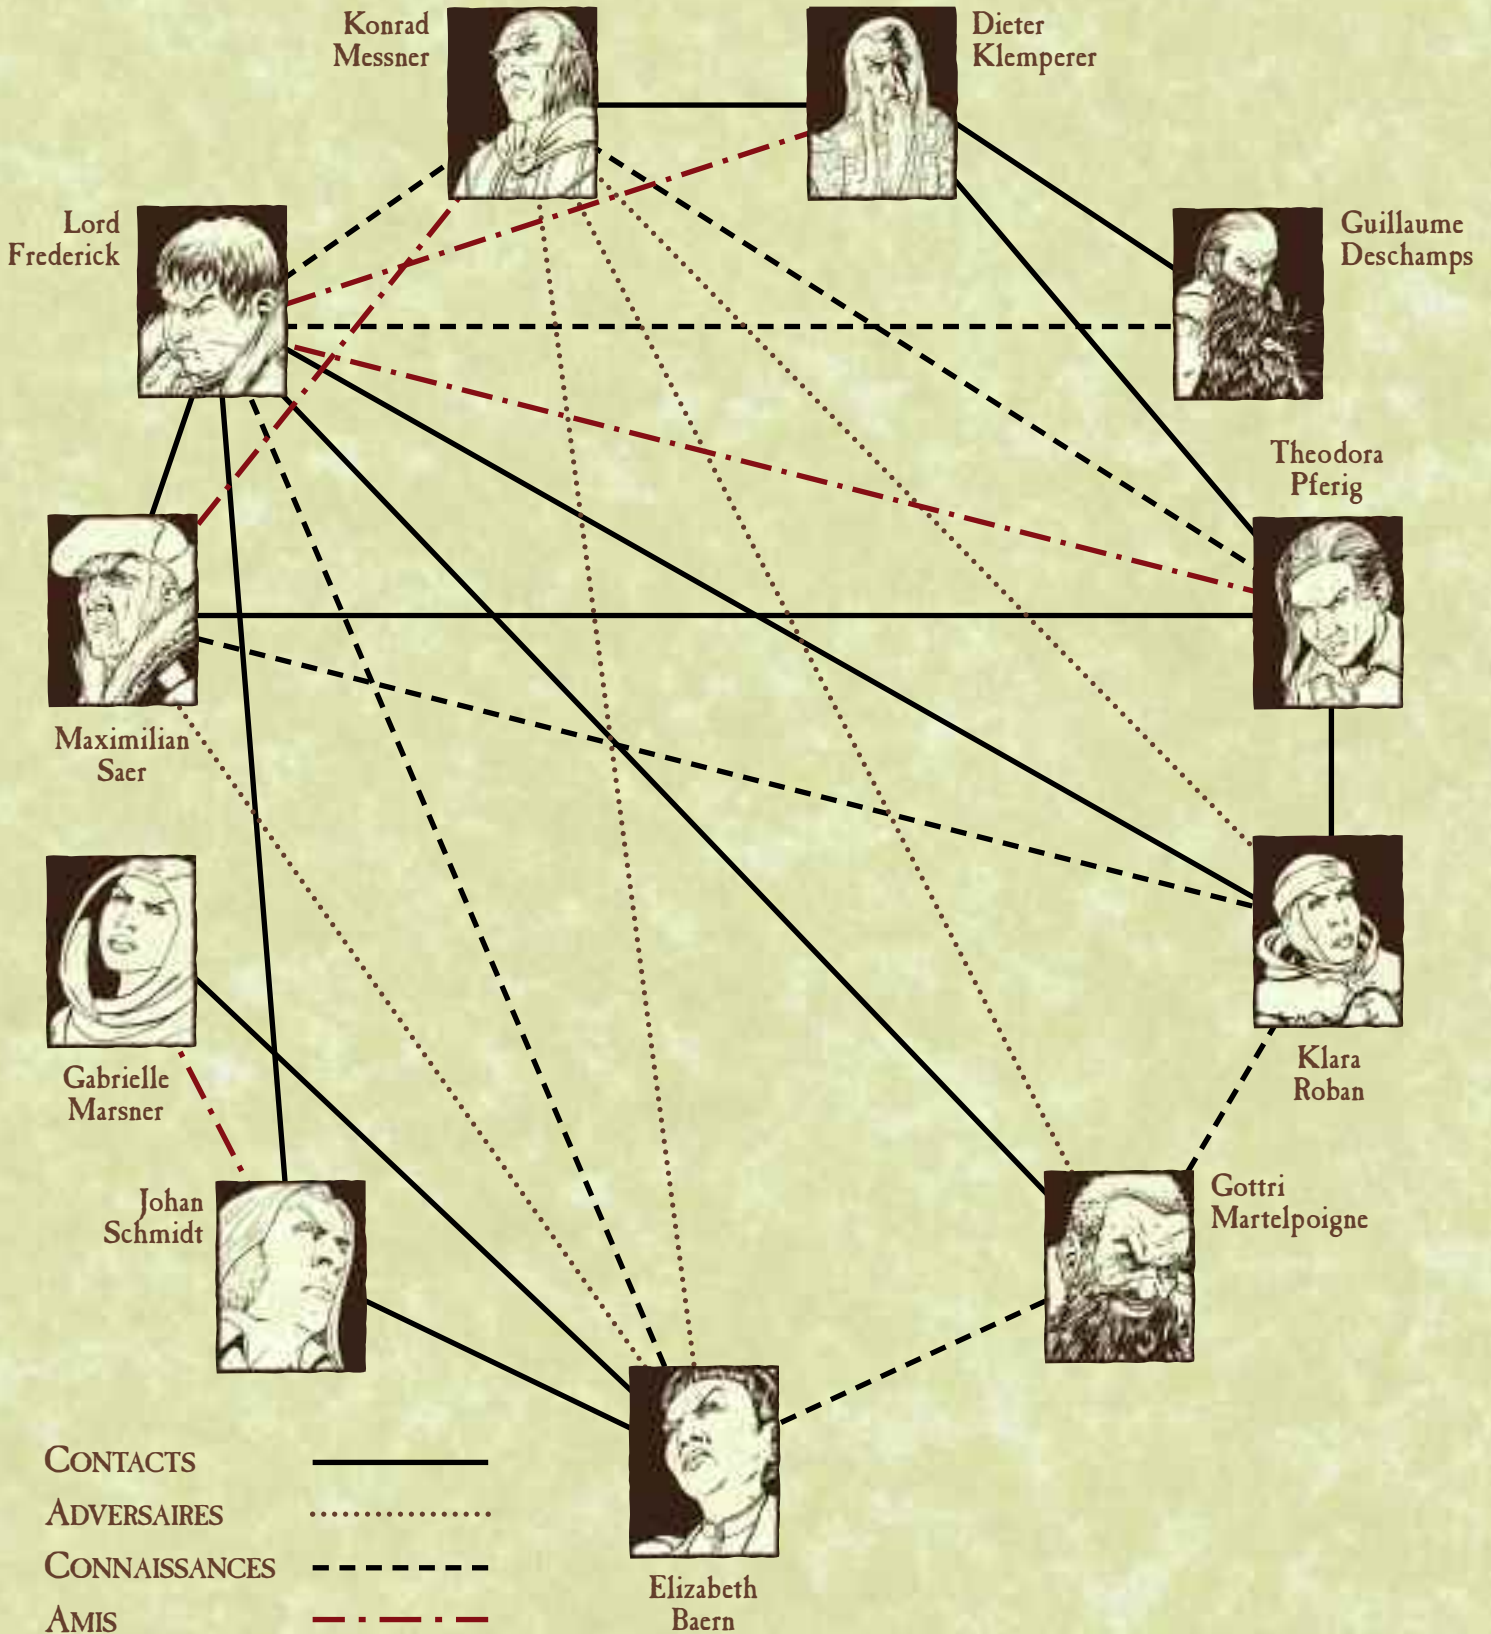 Konrad
Messner
Dieter
Klemperer
Lord
Frederick
Guillaume
Deschamps
Theodora
Pferig
Maximilian
Saer
Gabrielle
Marsner
Klara
Roban
Johan
Schmidt
Gottri
Martelpoigne
Elizabeth
Baern
CONTACTS
ADVERSAIRES
CONNAISSANCES
AMIS